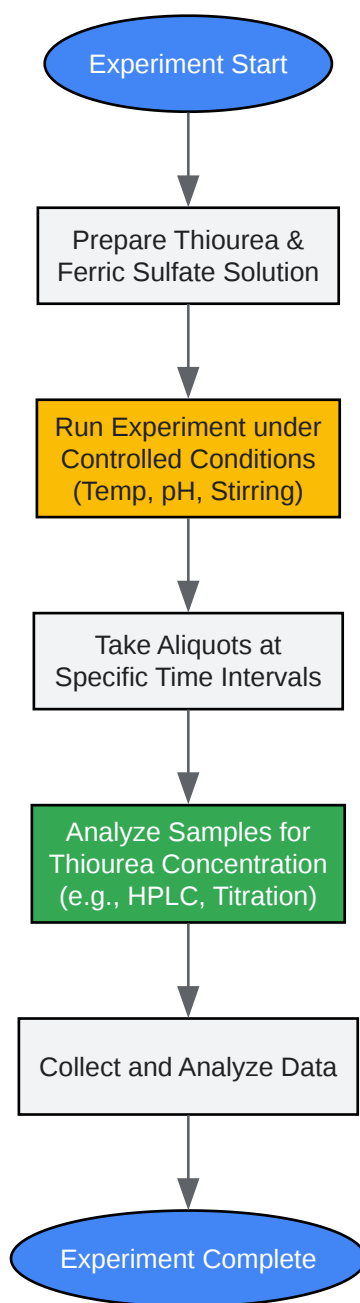 Experiment Start
Prepare Thiourea &
Ferric Sulfate Solution
Run Experiment under
Controlled Conditions
(Temp, pH, Stirring)
Take Aliquots at
Specific Time Intervals
Analyze Samples for
Thiourea Concentration
(e.g., HPLC, Titration)
Collect and Analyze Data
Experiment Complete